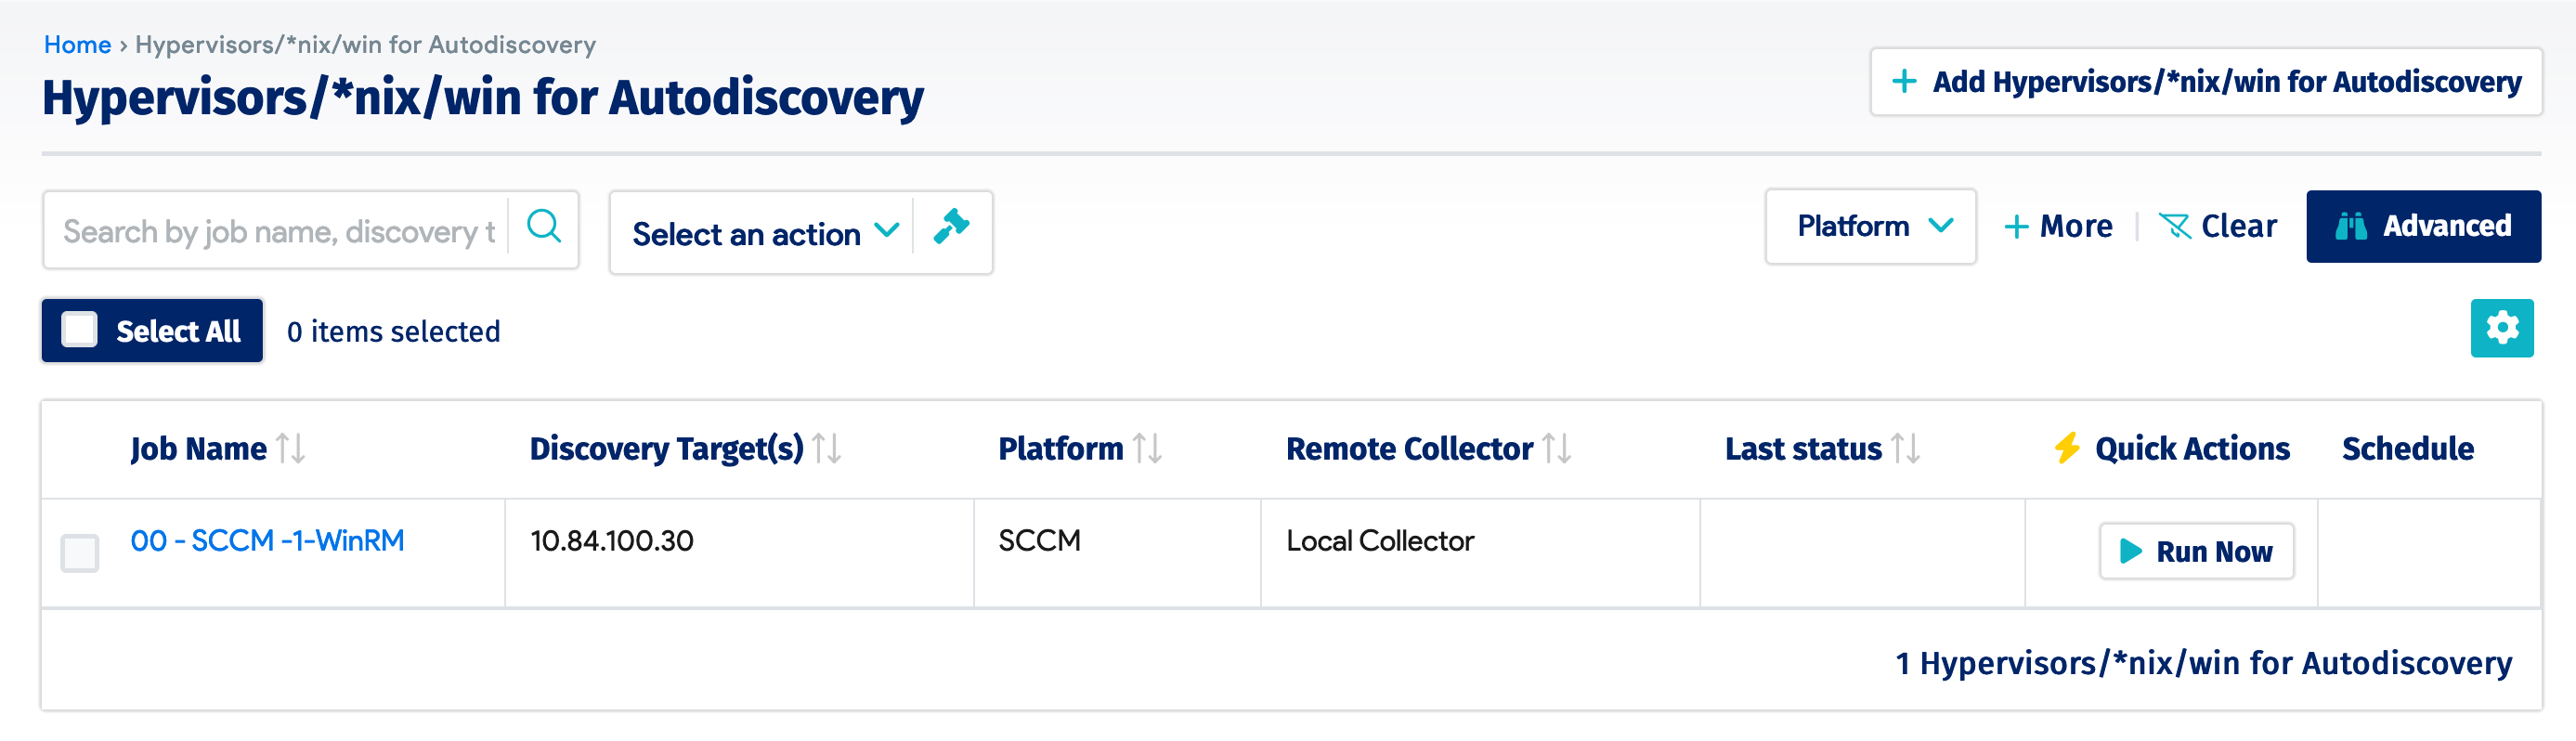 Home › Hypervisors/*nix/win for Autodiscovery
Hypervisors/*nix/win for Autodiscovery
+ Add Hypervisors/*nix/win for Autodiscovery
Search by job name, discovery t
Select an action
Platform
+ More
Clear
Advanced
Select All
0 items selected
Job Name Discovery Target(s) Platform Remote Collector Last status Quick Actions Schedule
00 - SCCM -1-WinRM 10.84.100.30 SCCM Local Collector Run Now
1 Hypervisors/*nix/win for Autodiscovery